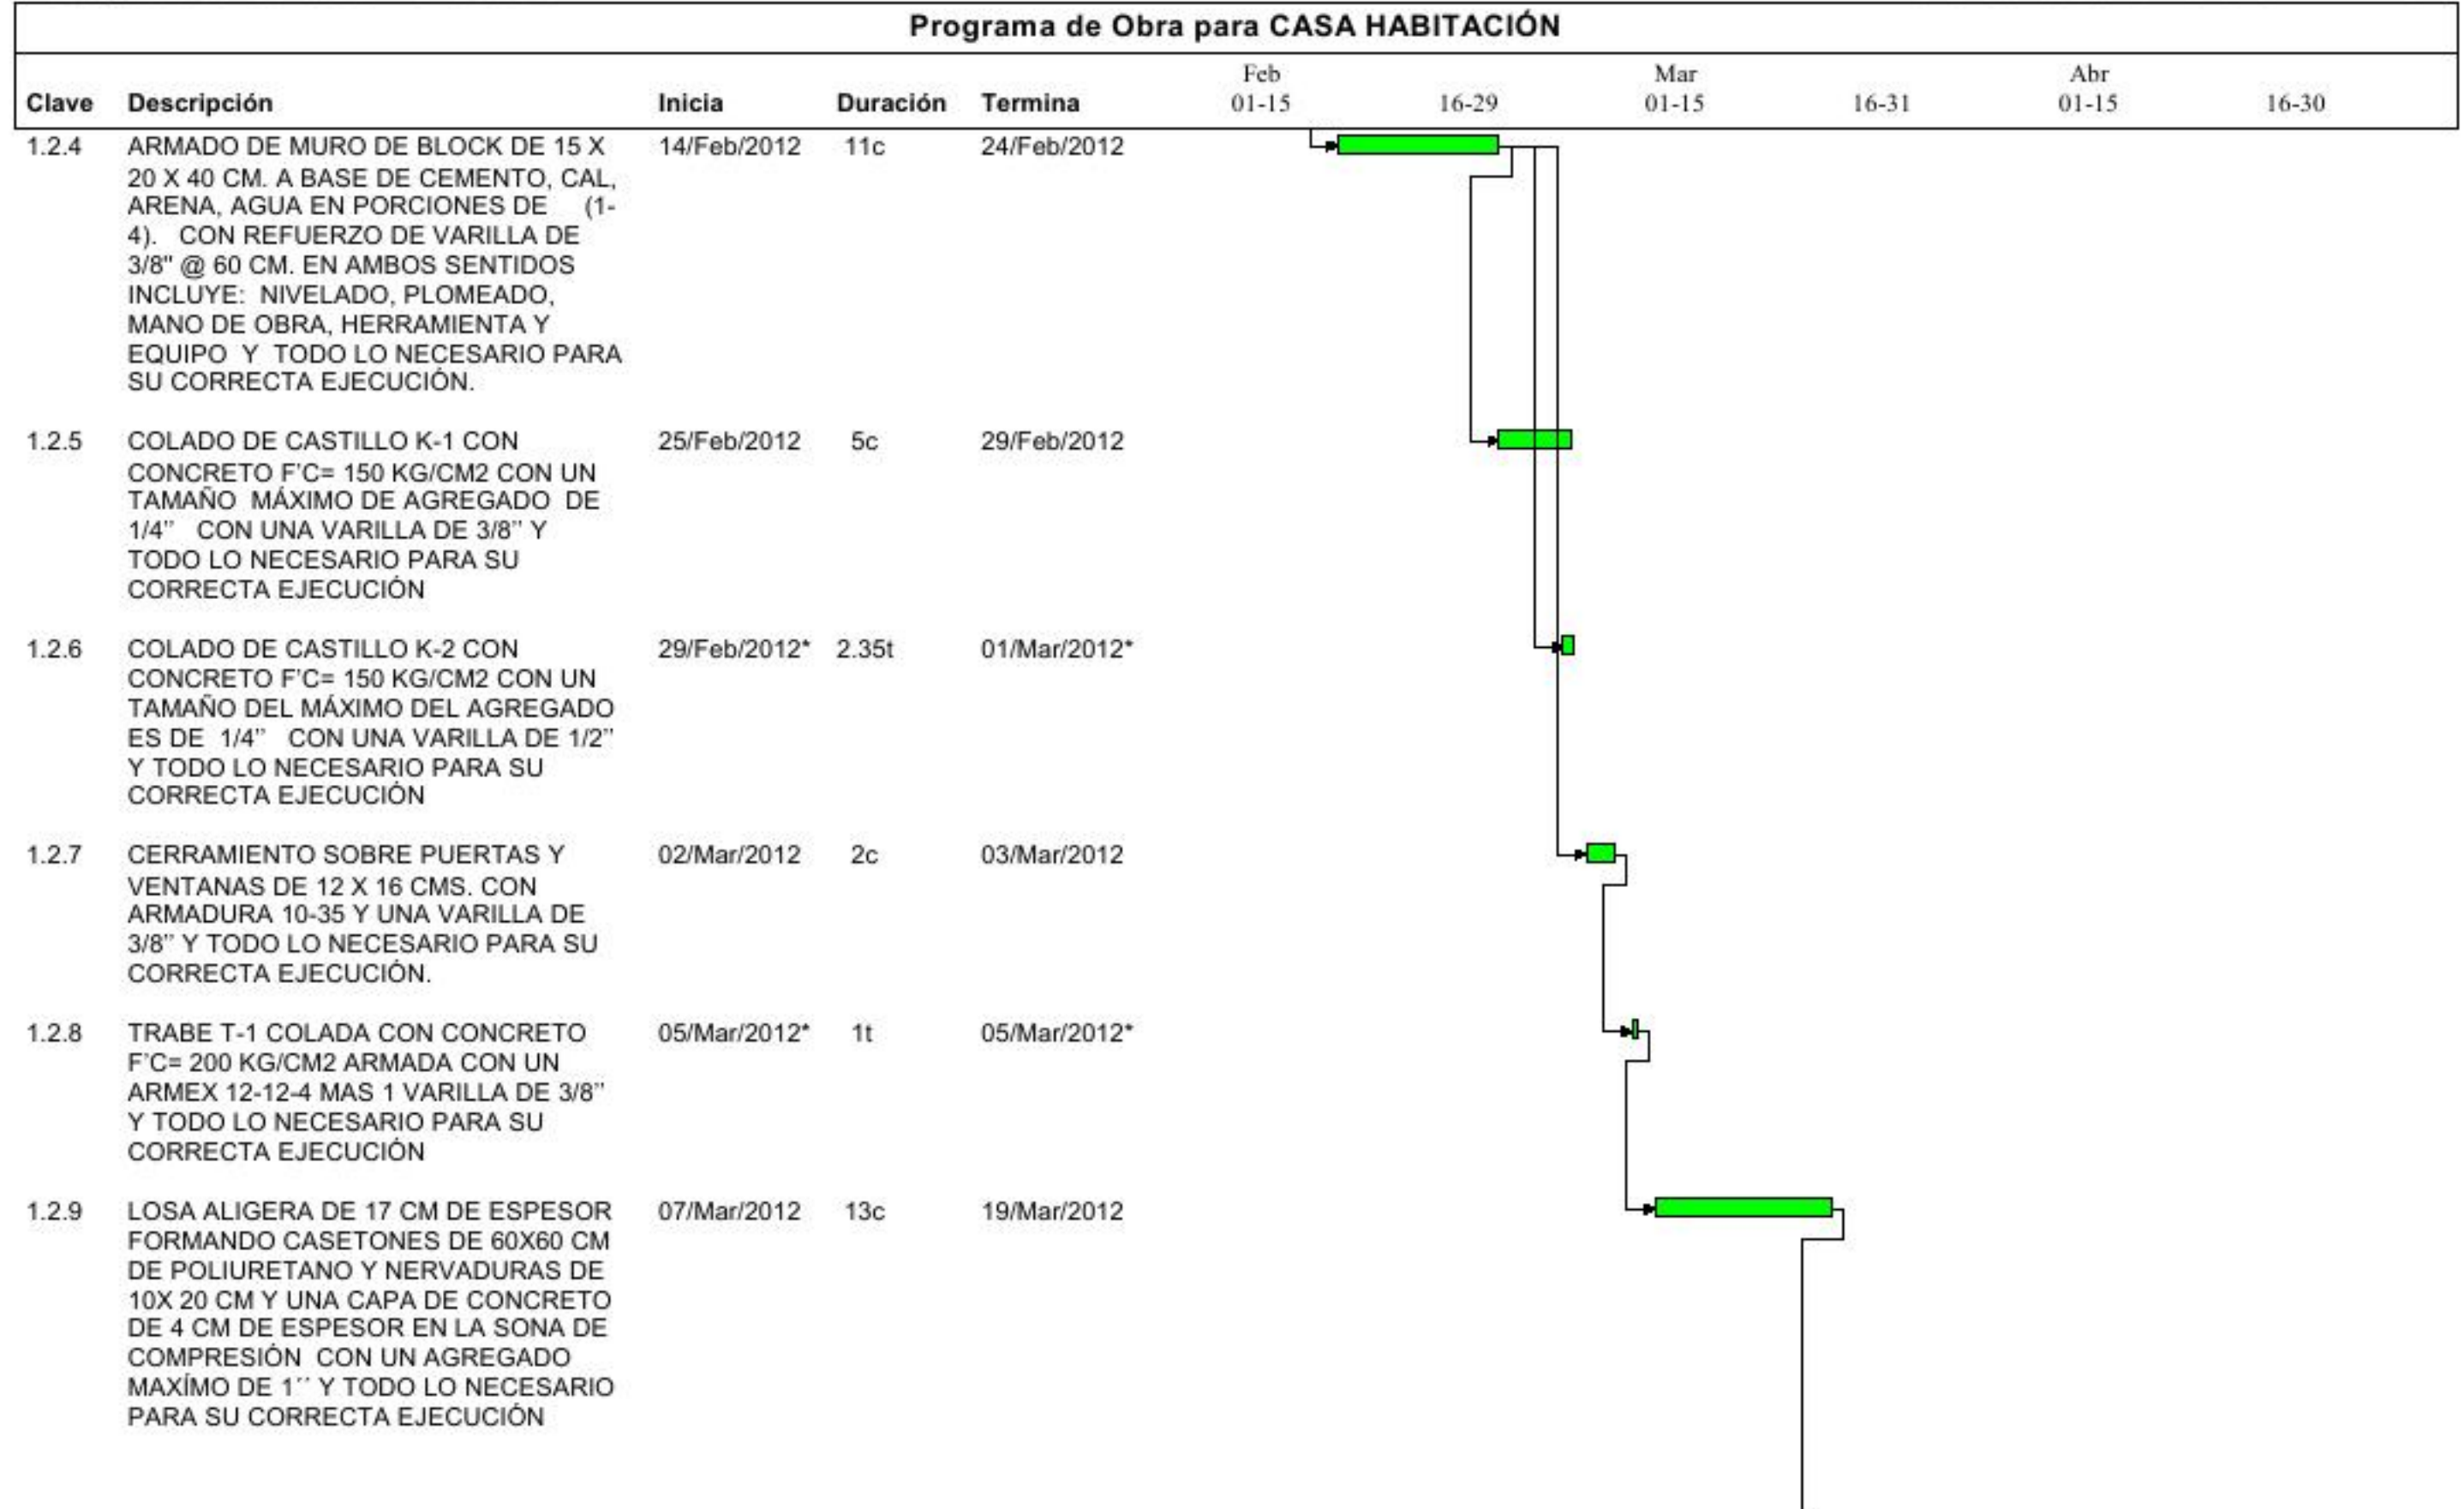 Programa de Obra para CASA HABITACIÓN
Feb Mar Abr
Clave Descripción Inicia Duración Termina 01-15 16-29 01-15 16-31 01-15 16-30
1.2.4 ARMADO DE MURO DE BLOCK DE 15 X 14/Feb/2012 11c 24/Feb/2012
20 X 40 CM. A BASE DE CEMENTO, CAL,
ARENA, AGUA EN PORCIONES DE (1-
4). CON REFUERZO DE VARILLA DE
3/8" @ 60 CM. EN AMBOS SENTIDOS
INCLUYE: NIVELADO, PLOMEADO,
MANO DE OBRA, HERRAMIENTA Y
EQUIPO Y TODO LO NECESARIO PARA
SU CORRECTA EJECUCIÓN.
1.2.5 COLADO DE CASTILLO K-1 CON 25/Feb/2012 5c 29/Feb/2012
CONCRETO F'C= 150 KG/CM2 CON UN
TAMAÑO MÁXIMO DE AGREGADO DE
1/4’’ CON UNA VARILLA DE 3/8’’ Y
TODO LO NECESARIO PARA SU
CORRECTA EJECUCIÓN
1.2.6 COLADO DE CASTILLO K-2 CON 29/Feb/2012* 2.35t 01/Mar/2012*
CONCRETO F'C= 150 KG/CM2 CON UN
TAMAÑO DEL MÁXIMO DEL AGREGADO
ES DE 1/4’’ CON UNA VARILLA DE 1/2’’
Y TODO LO NECESARIO PARA SU
CORRECTA EJECUCIÓN
1.2.7 CERRAMIENTO SOBRE PUERTAS Y 02/Mar/2012 2c 03/Mar/2012
VENTANAS DE 12 X 16 CMS. CON
ARMADURA 10-35 Y UNA VARILLA DE
3/8’’ Y TODO LO NECESARIO PARA SU
CORRECTA EJECUCIÓN.
1.2.8 TRABE T-1 COLADA CON CONCRETO 05/Mar/2012* 1t 05/Mar/2012*
F'C= 200 KG/CM2 ARMADA CON UN
ARMEX 12-12-4 MAS 1 VARILLA DE 3/8’’
Y TODO LO NECESARIO PARA SU
CORRECTA EJECUCIÓN
1.2.9 LOSA ALIGERA DE 17 CM DE ESPESOR 07/Mar/2012 13c 19/Mar/2012
FORMANDO CASETONES DE 60X60 CM
DE POLIURETANO Y NERVADURAS DE
10X 20 CM Y UNA CAPA DE CONCRETO
DE 4 CM DE ESPESOR EN LA SONA DE
COMPRESIÓN CON UN AGREGADO
MAXÍMO DE 1´´ Y TODO LO NECESARIO
PARA SU CORRECTA EJECUCIÓN